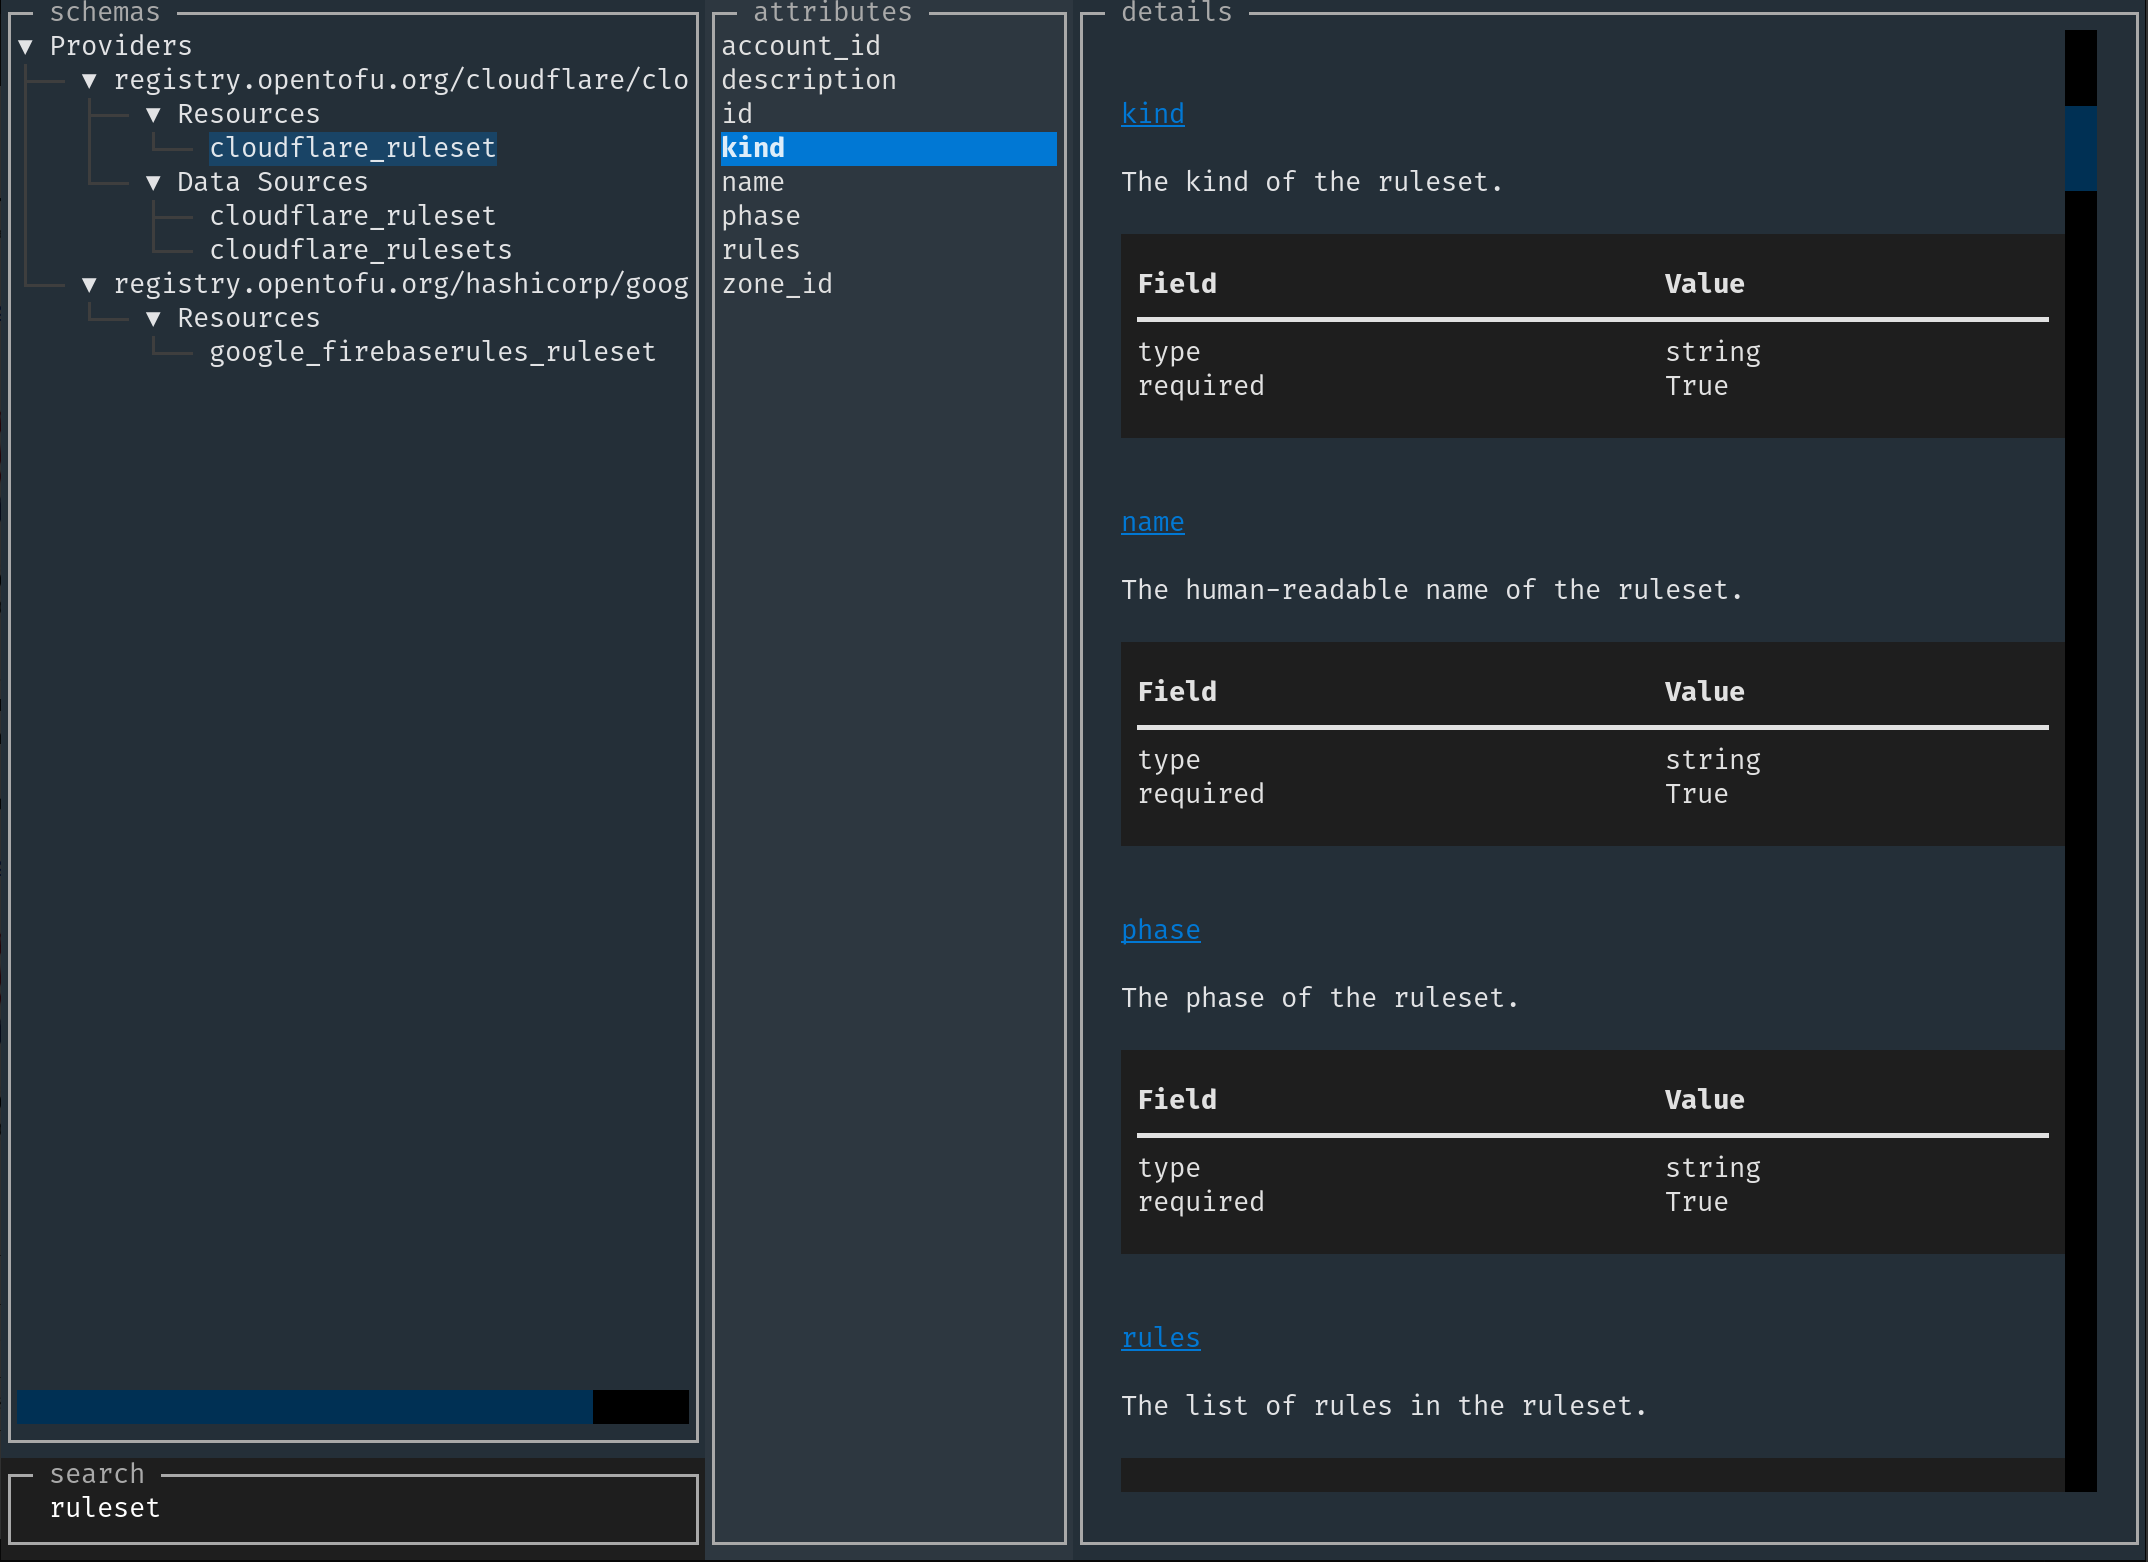 schemas
▼ Providers
▼ registry.opentofu.org/cloudflare/clo
▼ Resources
cloudflare_ruleset
▼ Data Sources
cloudflare_ruleset
cloudflare_rulesets
▼ registry.opentofu.org/hashicorp/goog
▼ Resources
google_firebaserules_ruleset
search
ruleset
attributes
account_id
description
id
kind
name
phase
rules
zone_id
details
kind
The kind of the ruleset.
Field Value
type string
required True
name
The human-readable name of the ruleset.
Field Value
type string
required True
phase
The phase of the ruleset.
Field Value
type string
required True
rules
The list of rules in the ruleset.